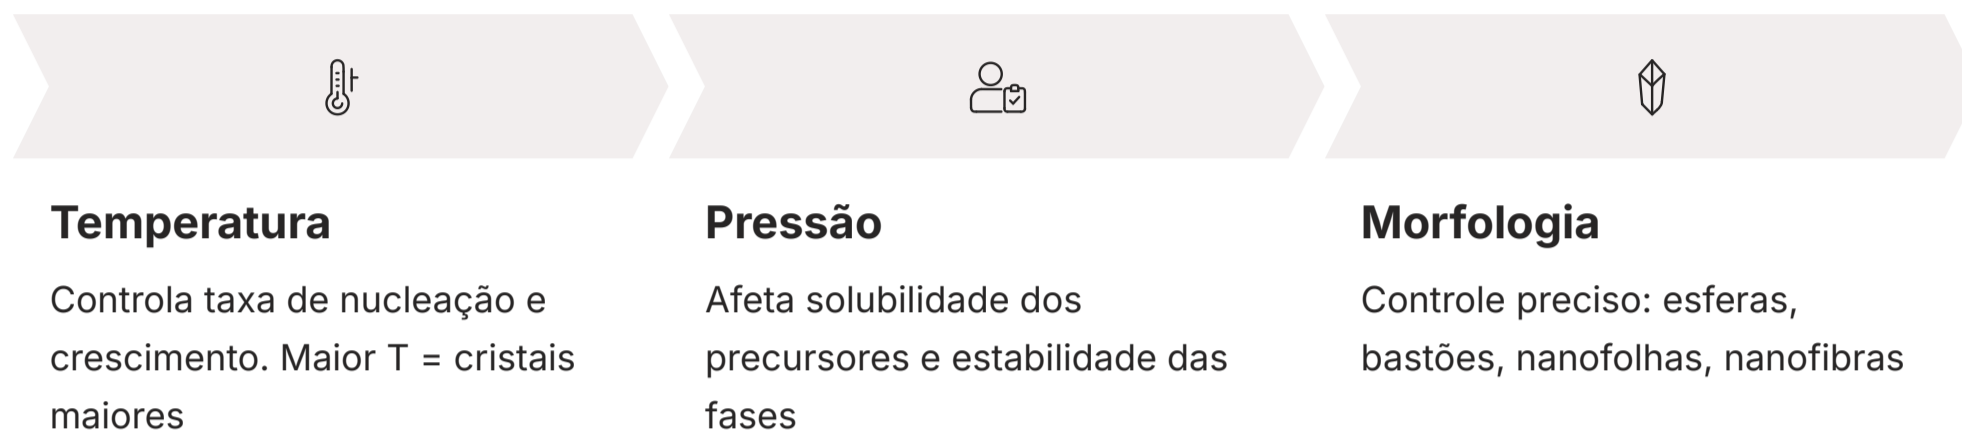 Temperatura
Controla taxa de nucleação e
crescimento. Maior T = cristais
maiores
Pressão
Afeta solubilidade dos
precursores e estabilidade das
fases
Morfologia
Controle preciso: esferas,
bastões, nanofolhas, nanofibras